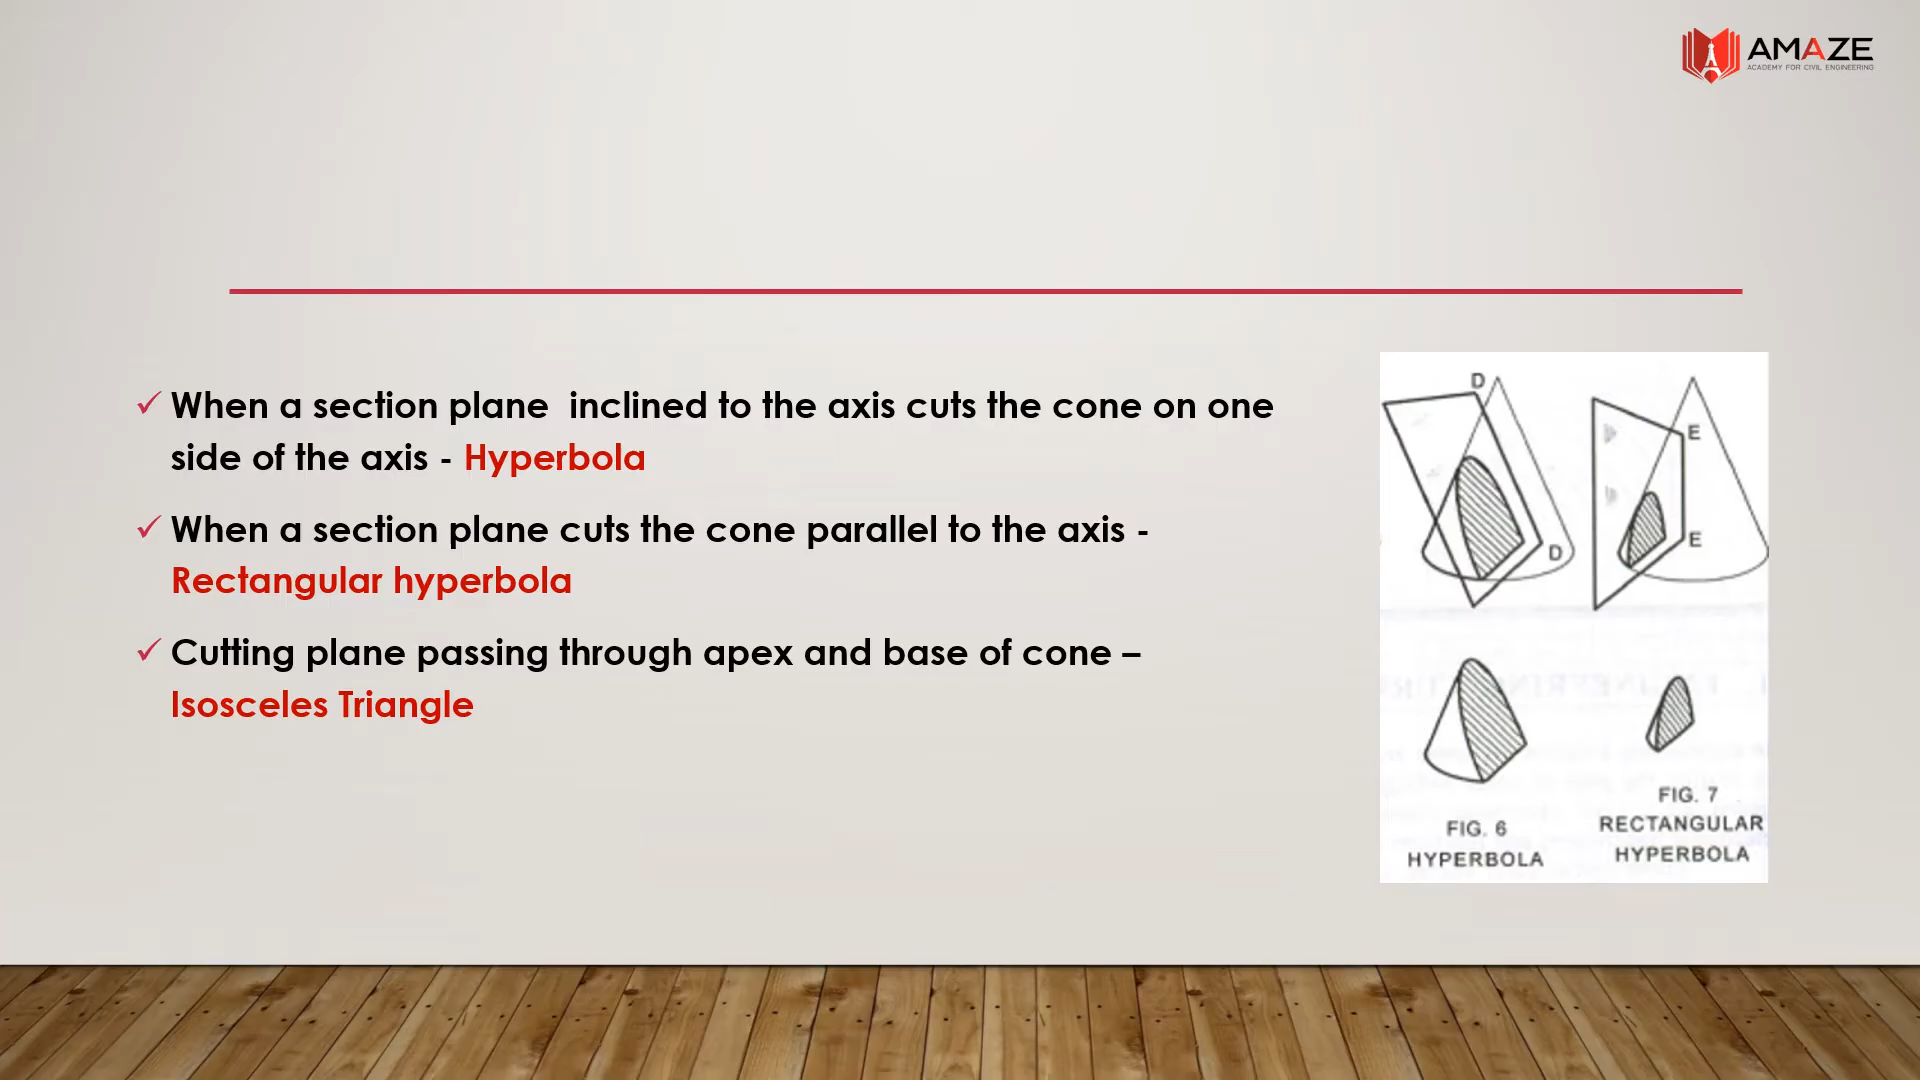 AMAZE
ACADEMY FOR CIVIL ENGINEERING
✓ When a section plane  inclined to the axis cuts the cone on one
side of the axis - Hyperbola
✓ When a section plane cuts the cone parallel to the axis -
Rectangular hyperbola
✓ Cutting plane passing through apex and base of cone –
Isosceles Triangle
D
E
E
D
FIG. 6
HYPERBOLA
FIG. 7
RECTANGULAR
HYPERBOLA